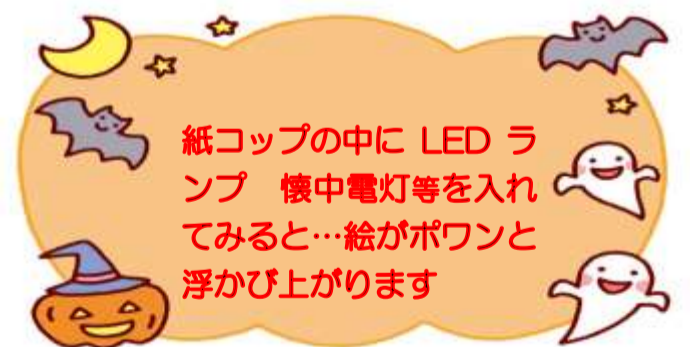 紙コップの中に LED ラ
ンプ　懐中電灯等を入れ
てみると…絵がポワンと
浮かび上がります